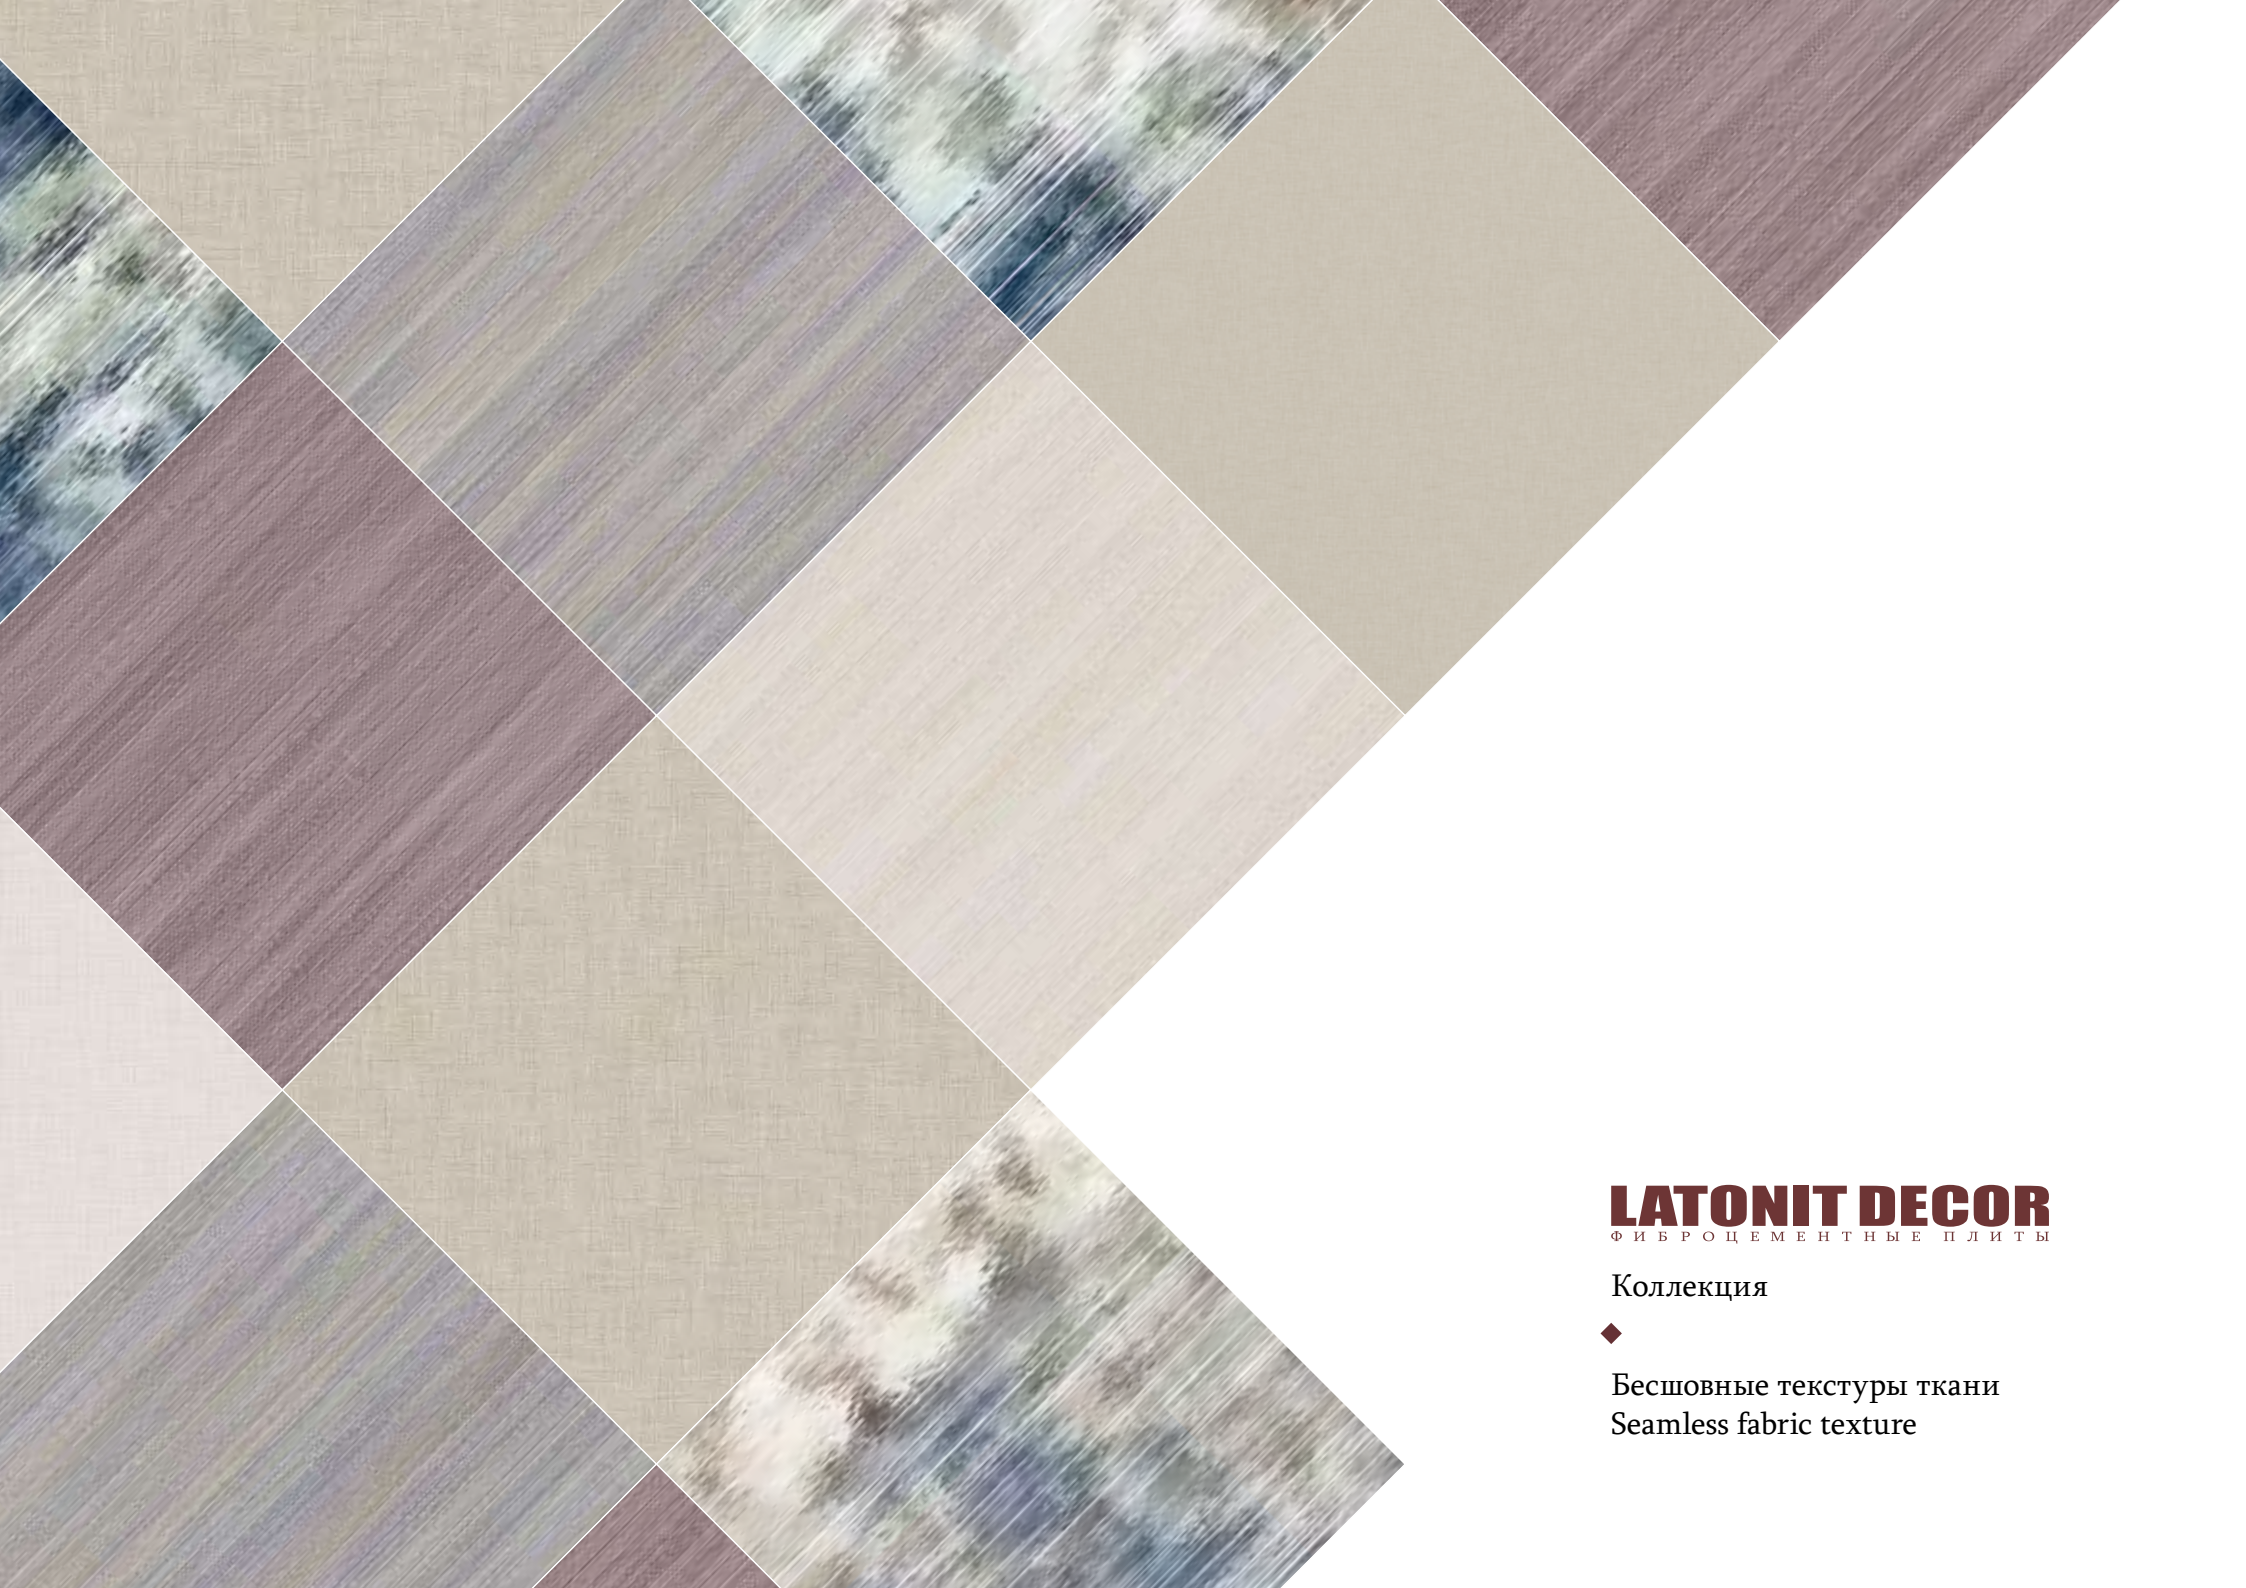 LATONIT DECOR
ФИБРОЦЕМЕНТНЫЕ ПЛИТЫ
Коллекция
Бесшовные текстуры ткани
Seamless fabric texture